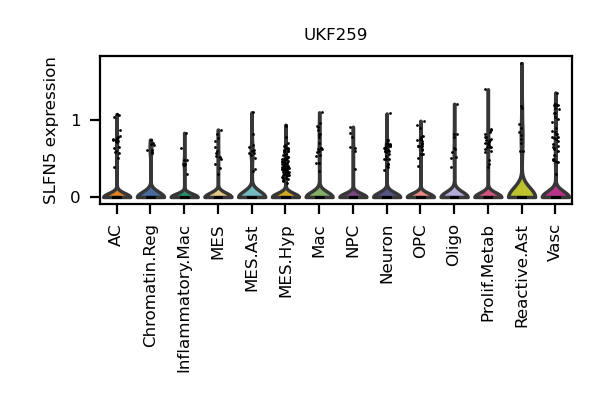 UKF259
SLFN5 expression
1
0
AC
Chromatin.Reg
Inflammatory.Mac
MES
MES.Ast
MES.Hyp
Mac
NPC
Neuron
OPC
Oligo
Prolif.Metab
Reactive.Ast
Vasc